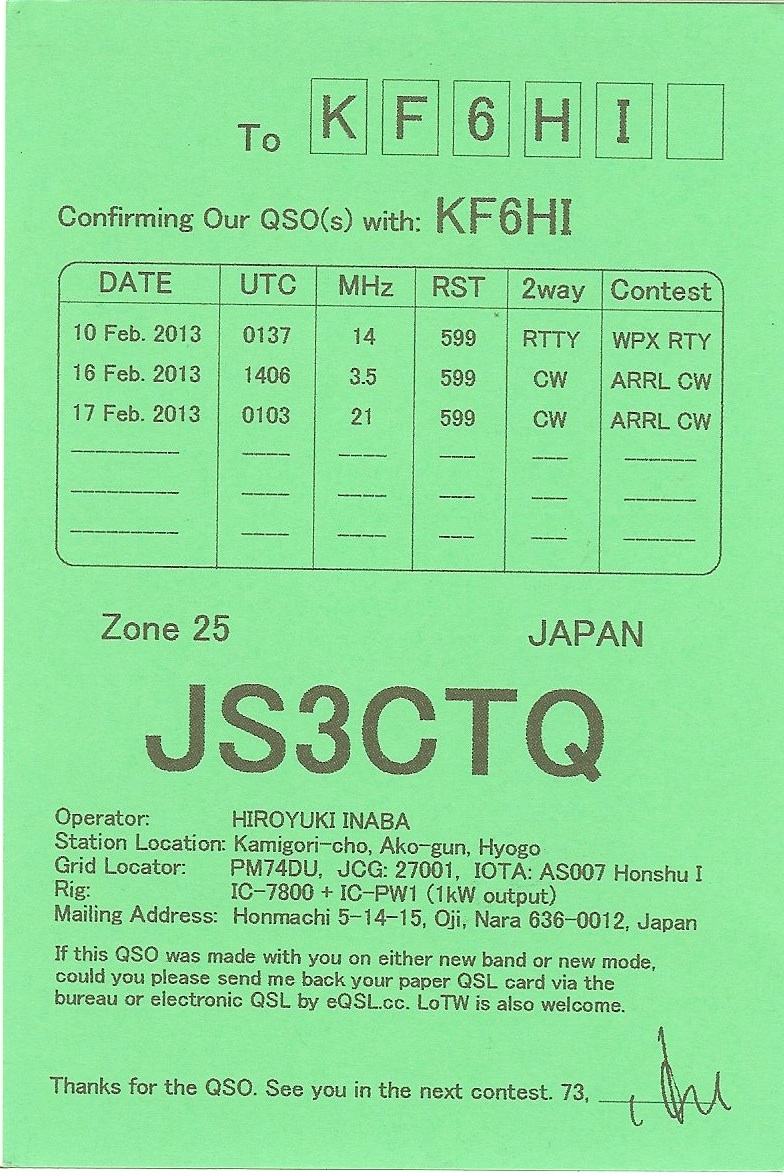 To K F 6 H I
Confirming Our QSO(s) with: KF6HI
DATE UTC MHz RST 2way Contest
10 Feb. 2013 0137 14 599 RTTY WPX RTY
16 Feb. 2013 1406 3.5 599 CW ARRL CW
17 Feb. 2013 0103 21 599 CW ARRL CW
Zone 25 JAPAN
JS3CTQ
Operator: HIROYUKI INABA
Station Location: Kamigori-cho, Ako-gun, Hyogo
Grid Locator: PM74DU, JCG: 27001, IOTA: AS007 Honshu I
Rig: IC-7800 + IC-PW1 (1kW output)
Mailing Address: Honmachi 5-14-15, Oji, Nara 636-0012, Japan
If this QSO was made with you on either new band or new mode,
could you please send me back your paper QSL card via the
bureau or electronic QSL by eQSL.cc. LoTW is also welcome.
Thanks for the QSO. See you in the next contest. 73,